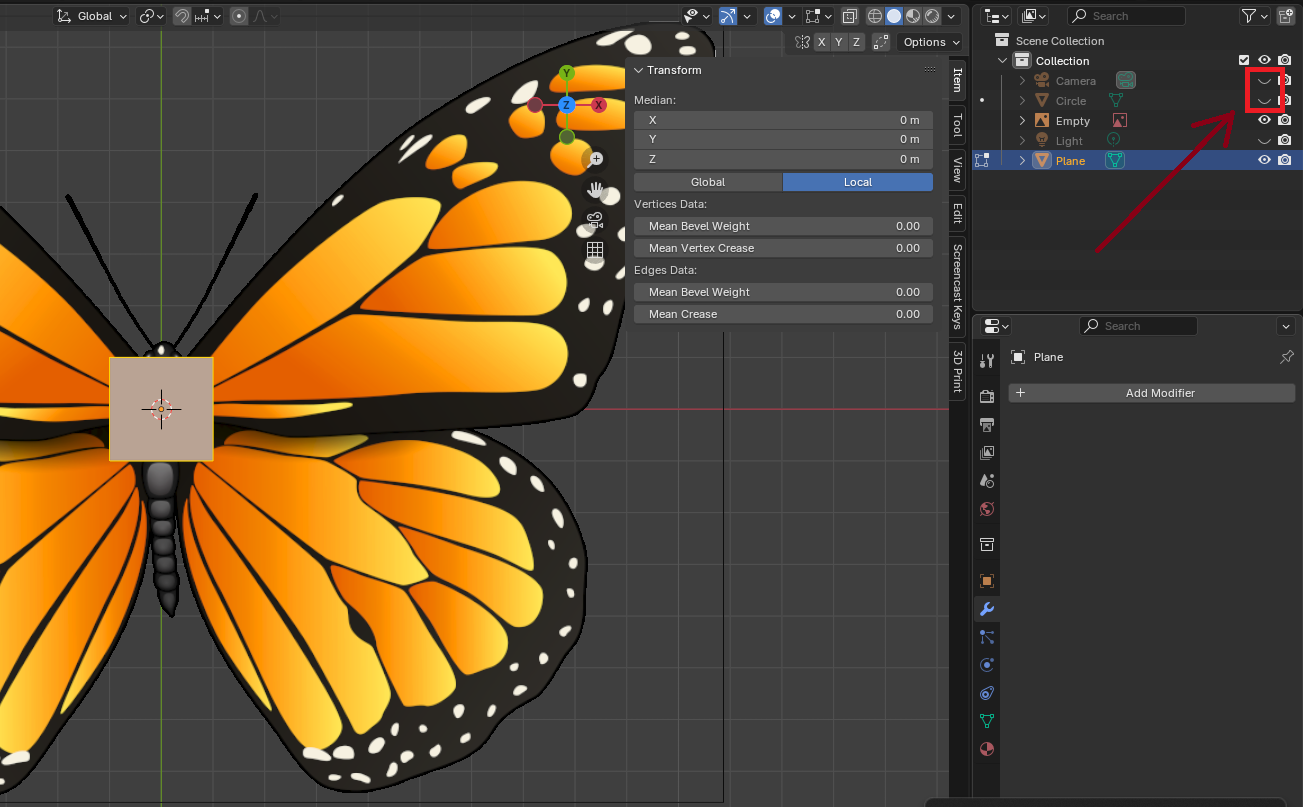 Global
Search
X Y Z
Options
Scene Collection
Collection
Camera
Circle
Empty
Light
Plane
Y
Z
X
Transform
Median:
X 0 m
Y 0 m
Z 0 m
Global Local
Vertices Data:
Mean Bevel Weight 0.00
Mean Vertex Crease 0.00
Edges Data:
Mean Bevel Weight 0.00
Mean Crease 0.00
Item
Tool
View
Edit
Screencast Keys
3D Print
Search
Plane
+ Add Modifier